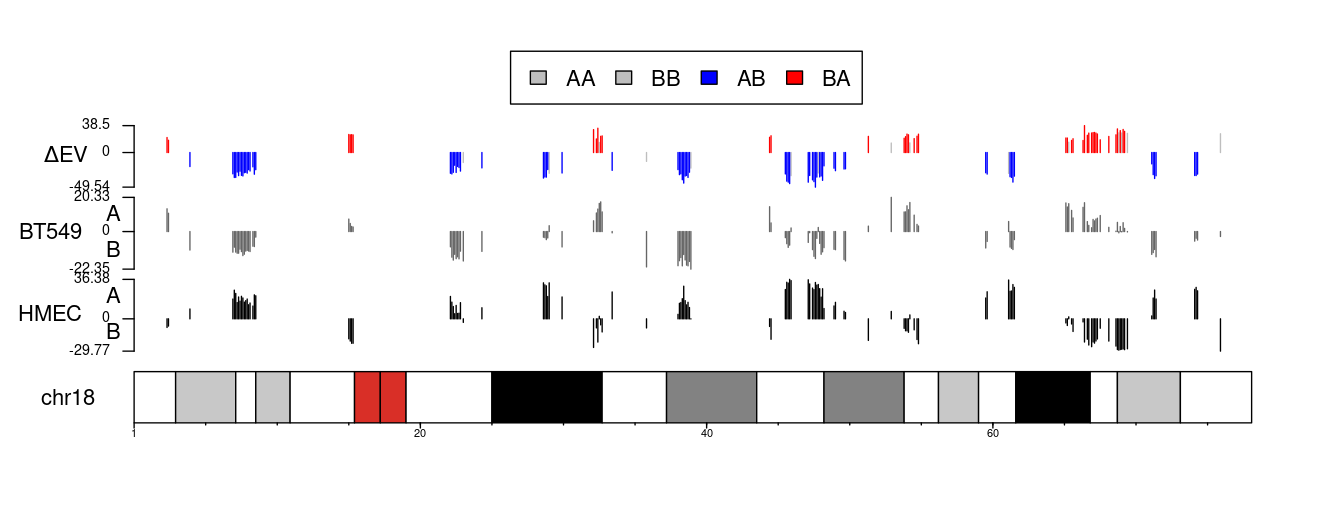 AA BB AB BA
38.5
ΔEV 0
-49.54
20.33
A
BT549 0
B
-22.35
36.38
A
HMEC 0
B
-29.77
chr18
1 20 40 60